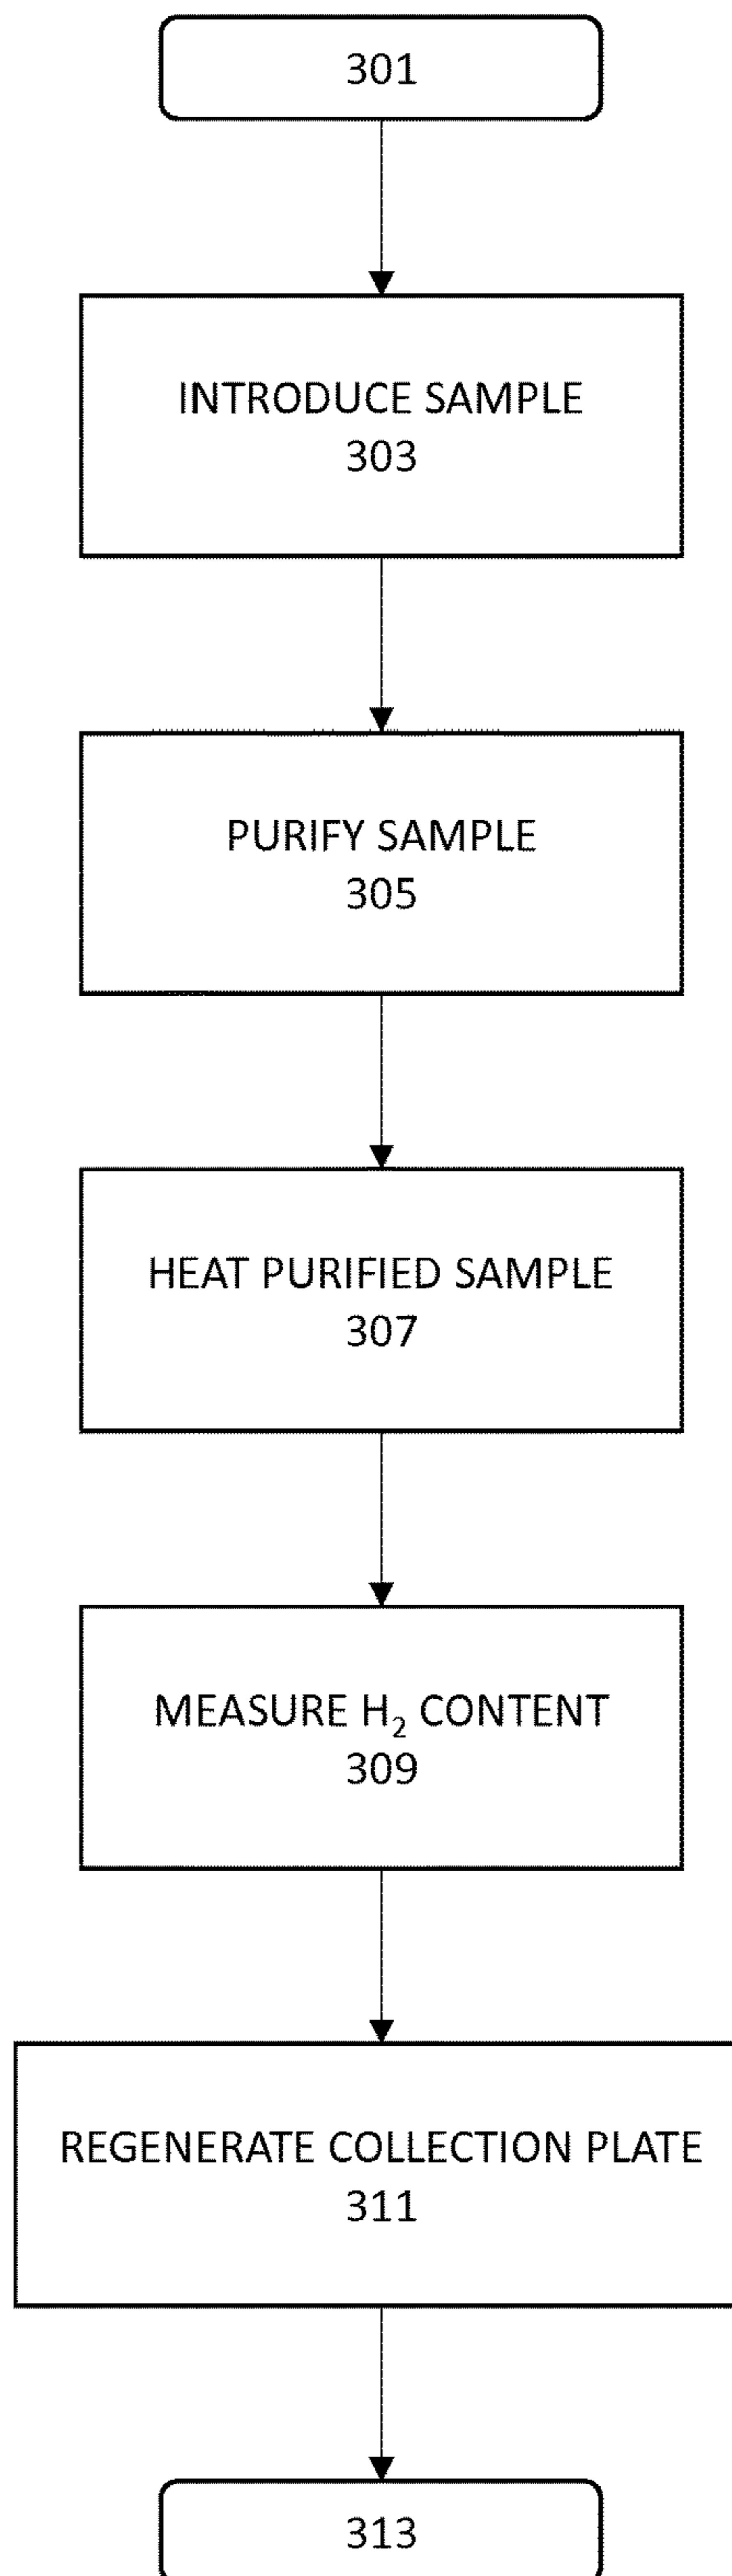 301
INTRODUCE SAMPLE
303
PURIFY SAMPLE
305
HEAT PURIFIED SAMPLE
307
MEASURE H₂ CONTENT
309
REGENERATE COLLECTION PLATE
311
313